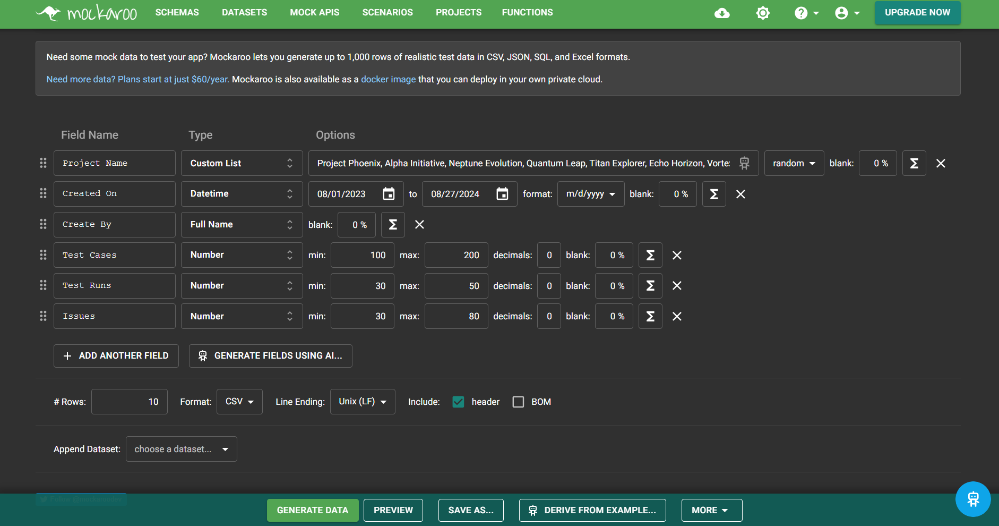 mockaroo SCHEMAS DATASETS MOCK APIS SCENARIOS PROJECTS FUNCTIONS UPGRADE NOW
Need some mock data to test your app? Mockaroo lets you generate up to 1,000 rows of realistic test data in CSV, JSON, SQL, and Excel formats.
Need more data? Plans start at just $60/year. Mockaroo is also available as a docker image that you can deploy in your own private cloud.
Field Name Type Options
Project Name Custom List Project Phoenix, Alpha Initiative, Neptune Evolution, Quantum Leap, Titan Explorer, Echo Horizon, Vorte random blank: 0 % Σ
Created On Datetime 08/01/2023 to 08/27/2024 format: m/d/yyyy blank: 0 % Σ
Create By Full Name blank: 0 % Σ
Test Cases Number min: 100 max: 200 decimals: 0 blank: 0 % Σ
Test Runs Number min: 30 max: 50 decimals: 0 blank: 0 % Σ
Issues Number min: 30 max: 80 decimals: 0 blank: 0 % Σ
+ ADD ANOTHER FIELD GENERATE FIELDS USING AI...
# Rows: 10 Format: CSV Line Ending: Unix (LF) Include: header BOM
Append Dataset: choose a dataset...
Follow @mockaroodev
GENERATE DATA PREVIEW SAVE AS... DERIVE FROM EXAMPLE... MORE